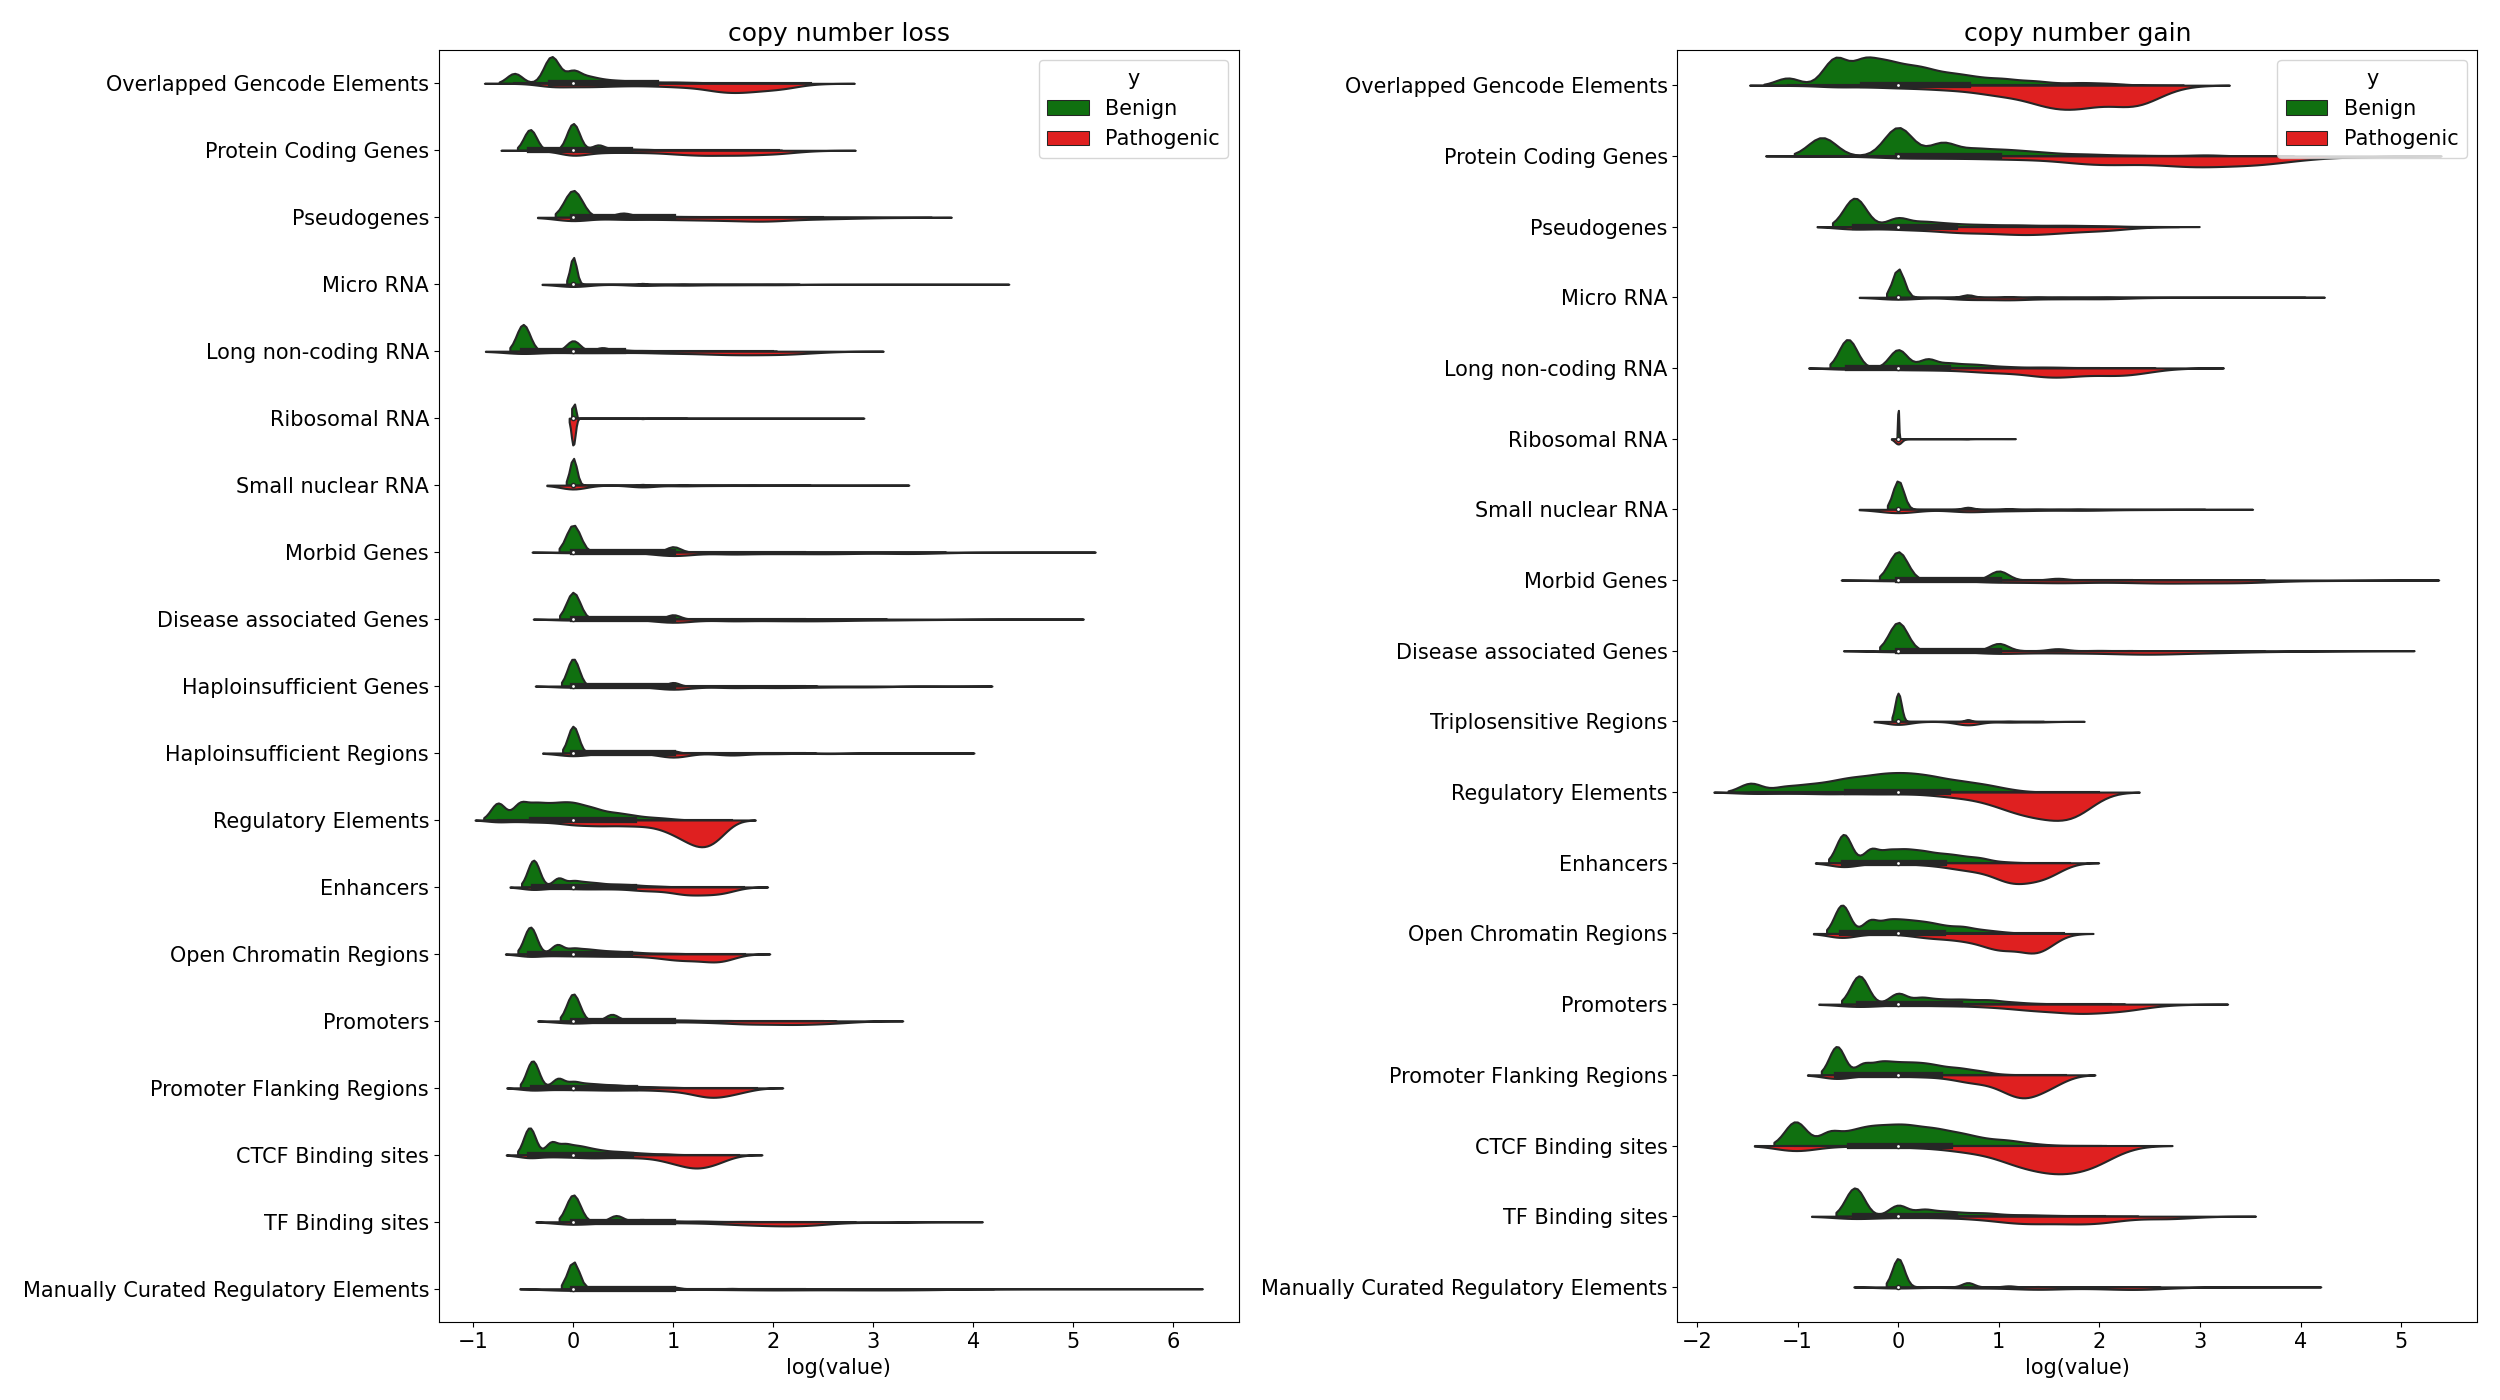 copy number loss
Overlapped Gencode Elements
Protein Coding Genes
Pseudogenes
Micro RNA
Long non-coding RNA
Ribosomal RNA
Small nuclear RNA
Morbid Genes
Disease associated Genes
Haploinsufficient Genes
Haploinsufficient Regions
Regulatory Elements
Enhancers
Open Chromatin Regions
Promoters
Promoter Flanking Regions
CTCF Binding sites
TF Binding sites
Manually Curated Regulatory Elements
y
Benign
Pathogenic
−1 0 1 2 3 4 5 6
log(value)
copy number gain
Overlapped Gencode Elements
Protein Coding Genes
Pseudogenes
Micro RNA
Long non-coding RNA
Ribosomal RNA
Small nuclear RNA
Morbid Genes
Disease associated Genes
Triplosensitive Regions
Regulatory Elements
Enhancers
Open Chromatin Regions
Promoters
Promoter Flanking Regions
CTCF Binding sites
TF Binding sites
Manually Curated Regulatory Elements
y
Benign
Pathogenic
−2 −1 0 1 2 3 4 5
log(value)